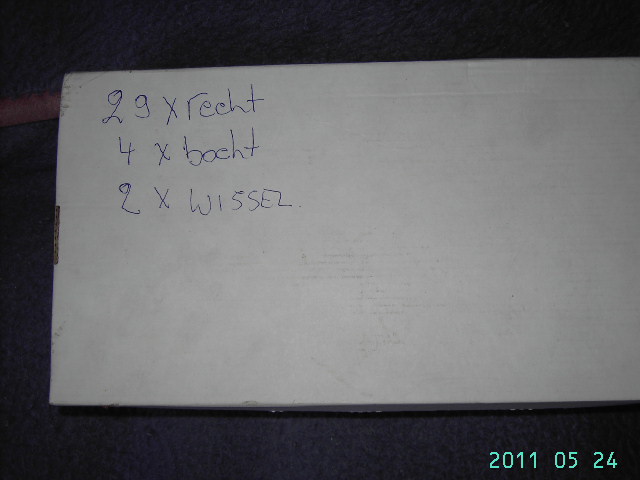 29 x recht
4 x bocht
2 x WISSEL.
2011 05 24